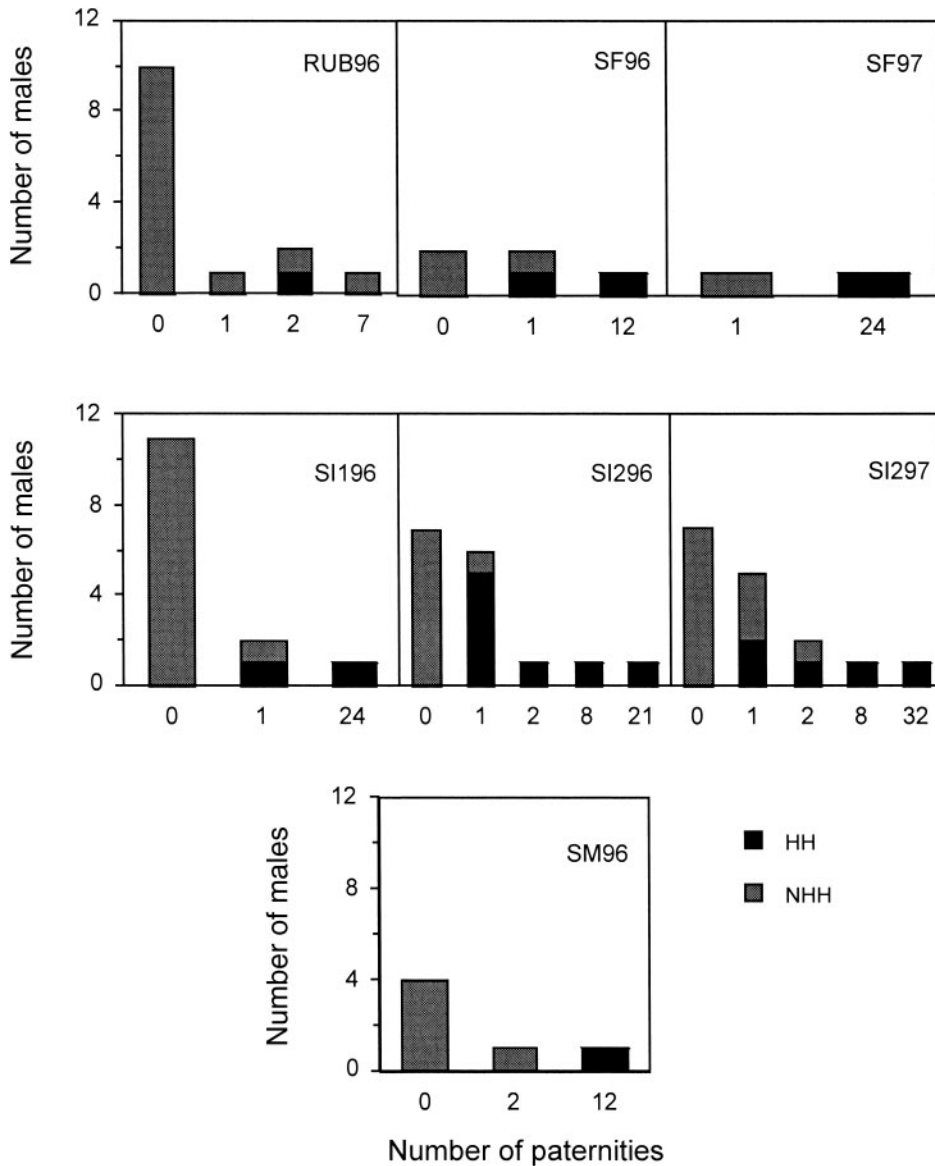 Number of males
12
8
4
0
RUB96
0 1 2 7
SF96
0 1 12
SF97
1 24
Number of males
12
8
4
0
SI196
0 1 24
SI296
0 1 2 8 21
SI297
0 1 2 8 32
Number of males
12
8
4
0
SM96
0 2 12
HH
NHH
Number of paternities